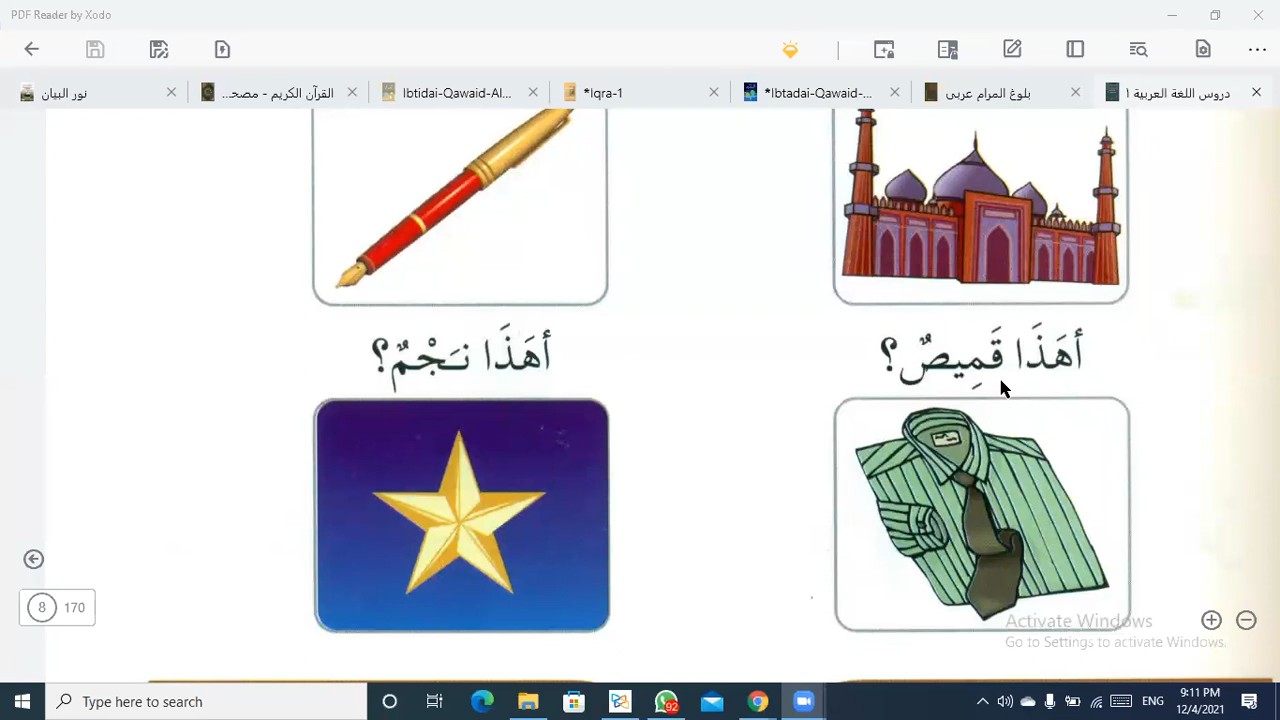 PDF Reader by Xodo
نور البيان
القرآن الكريم - مصحـ...
Ibtidai-Qawaid-Al...
*Iqra-1
*Ibtadai-Qawaid-...
بلوغ المرام عربى
دروس اللغة العربية ١
أَهَذَا قَمِيصٌ؟
أَهَذَا نَجْمٌ؟
8 170
Activate Windows
Go to Settings to activate Windows.
Type here to search
92
ENG
9:11 PM
12/4/2021